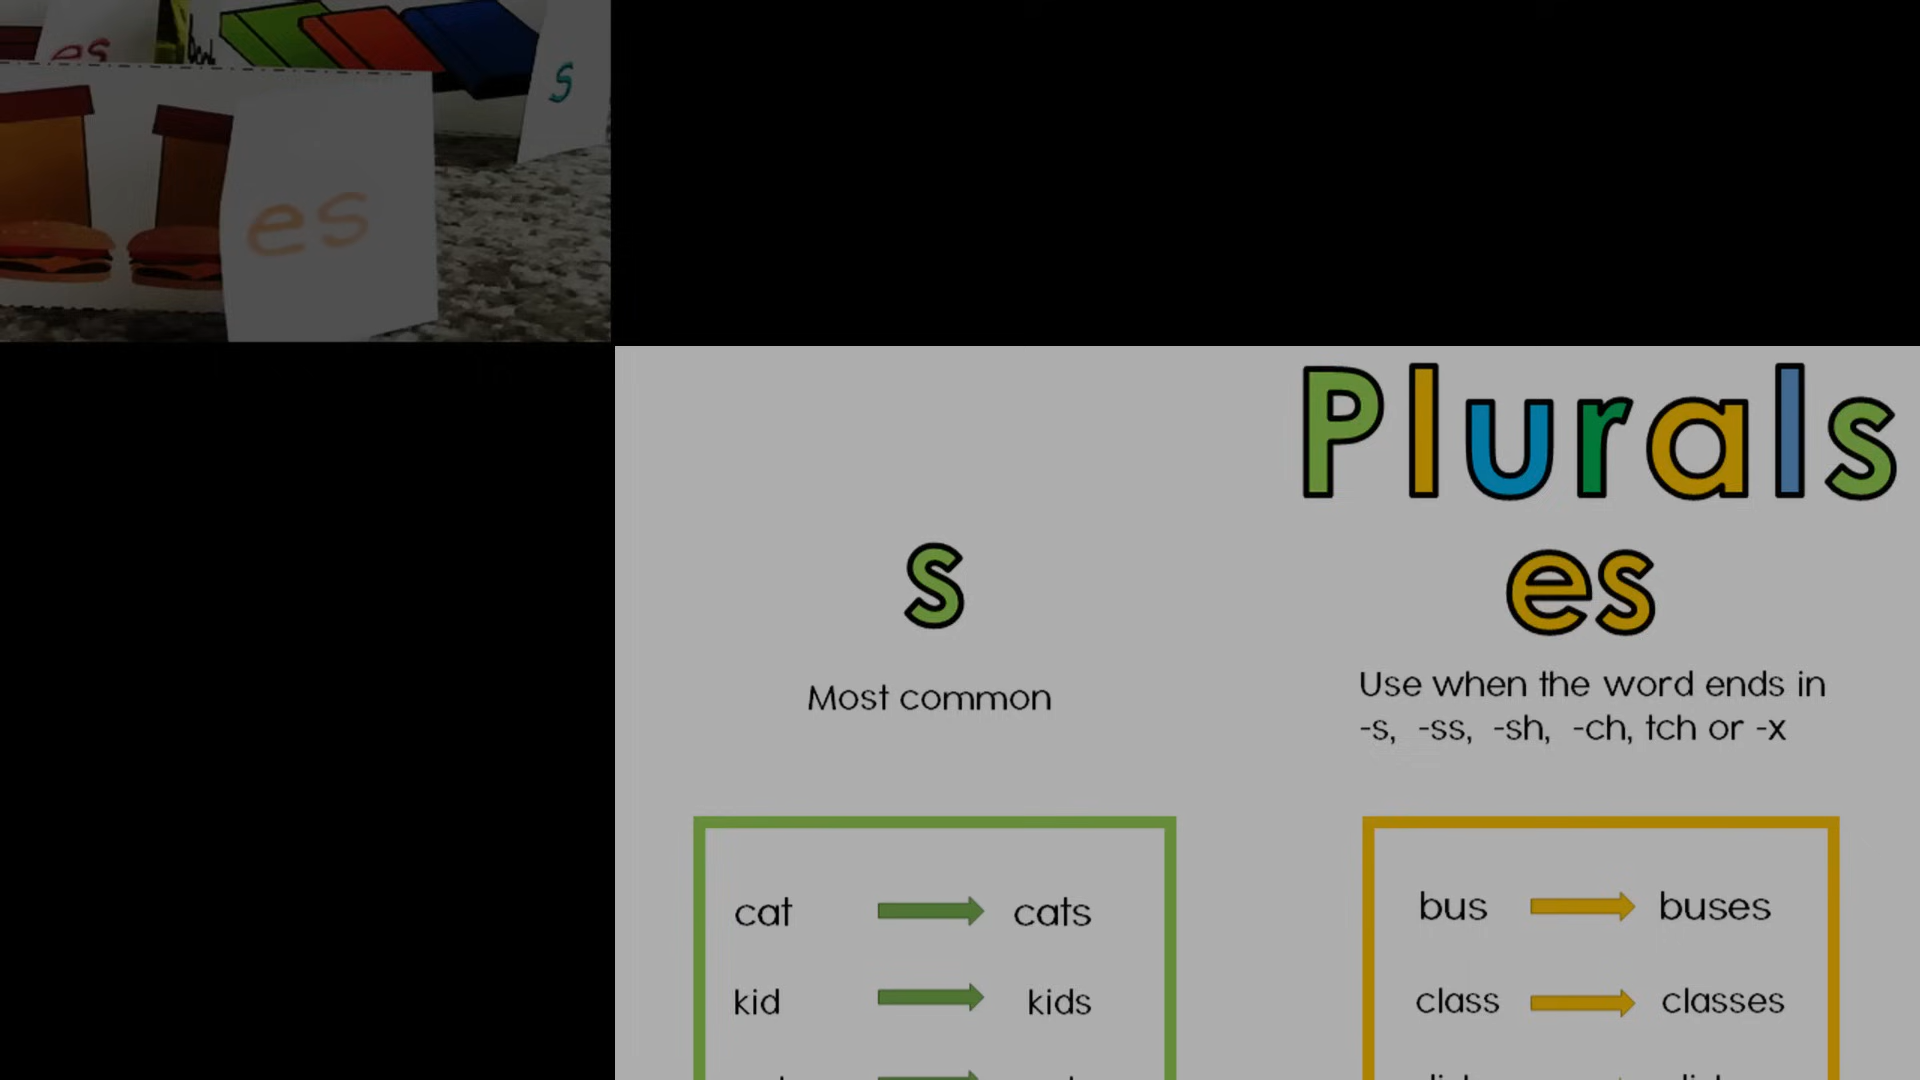 es
s
es
Plurals
s
es
Most common
Use when the word ends in
-s, -ss, -sh, -ch, tch or -x
cat cats
bus buses
kid kids
class classes